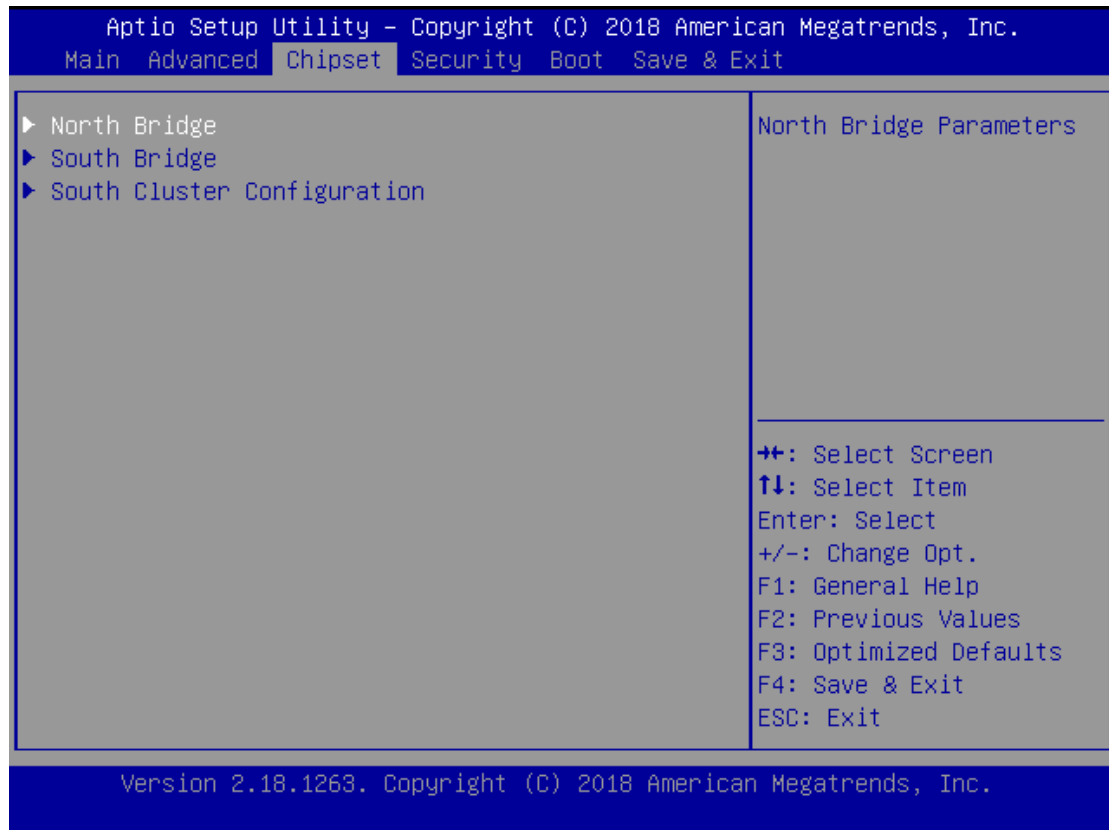 Aptio Setup Utility – Copyright (C) 2018 American Megatrends, Inc.
Main Advanced Chipset Security Boot Save & Exit
▶ North Bridge
▶ South Bridge
▶ South Cluster Configuration
North Bridge Parameters
→←: Select Screen
↑↓: Select Item
Enter: Select
+/-: Change Opt.
F1: General Help
F2: Previous Values
F3: Optimized Defaults
F4: Save & Exit
ESC: Exit
Version 2.18.1263. Copyright (C) 2018 American Megatrends, Inc.